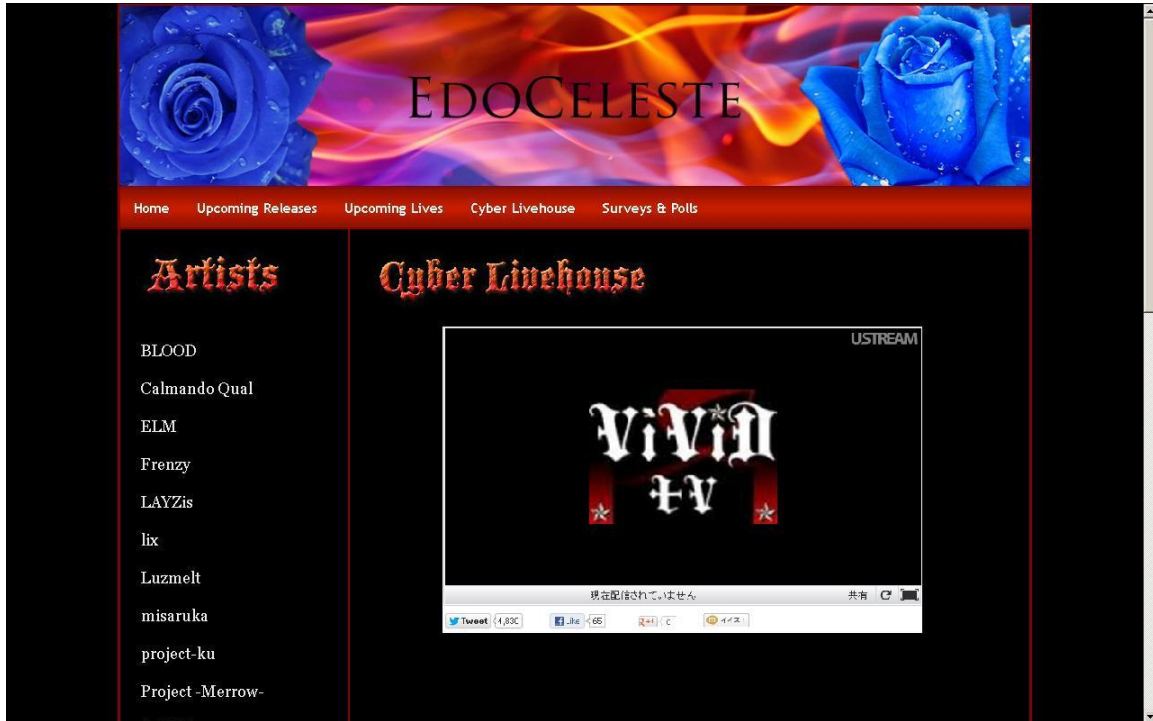 EDOCELESTE
Home Upcoming Releases Upcoming Lives Cyber Livehouse Surveys & Polls
Artists
BLOOD
Calmando Qual
ELM
Frenzy
LAYZis
lix
Luzmelt
misaruka
project-ku
Project -Merrow-
Cyber Livehouse
USTREAM
ViViD
tv
現在配信されていません 共有
Tweet Like 65